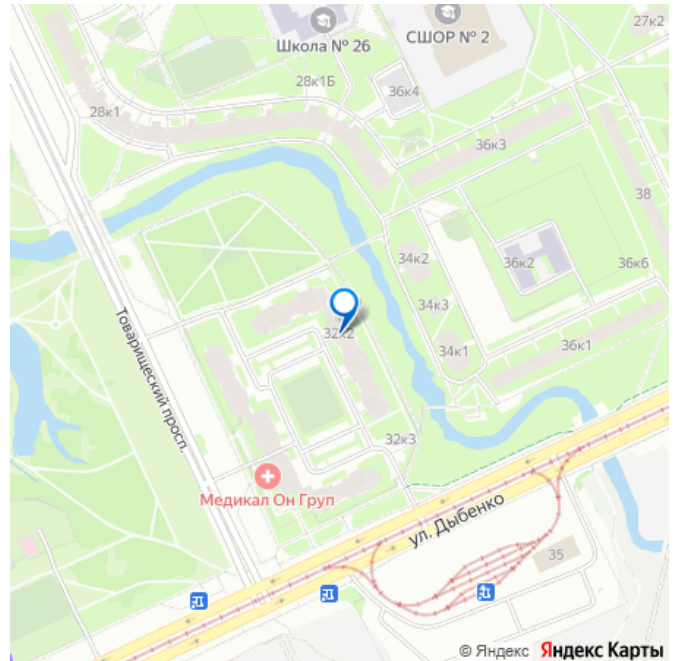 27к2
Школа № 26
СШОР № 2
28к1Б
36к4
28к1
36к3
38
34к2
36к2
36к6
34к3
Товарищеский просп.
32к2
34к1
36к1
32к3
Медикал Он Груп
ул. Дыбенко
35
© Яндекс Яндекс Карты